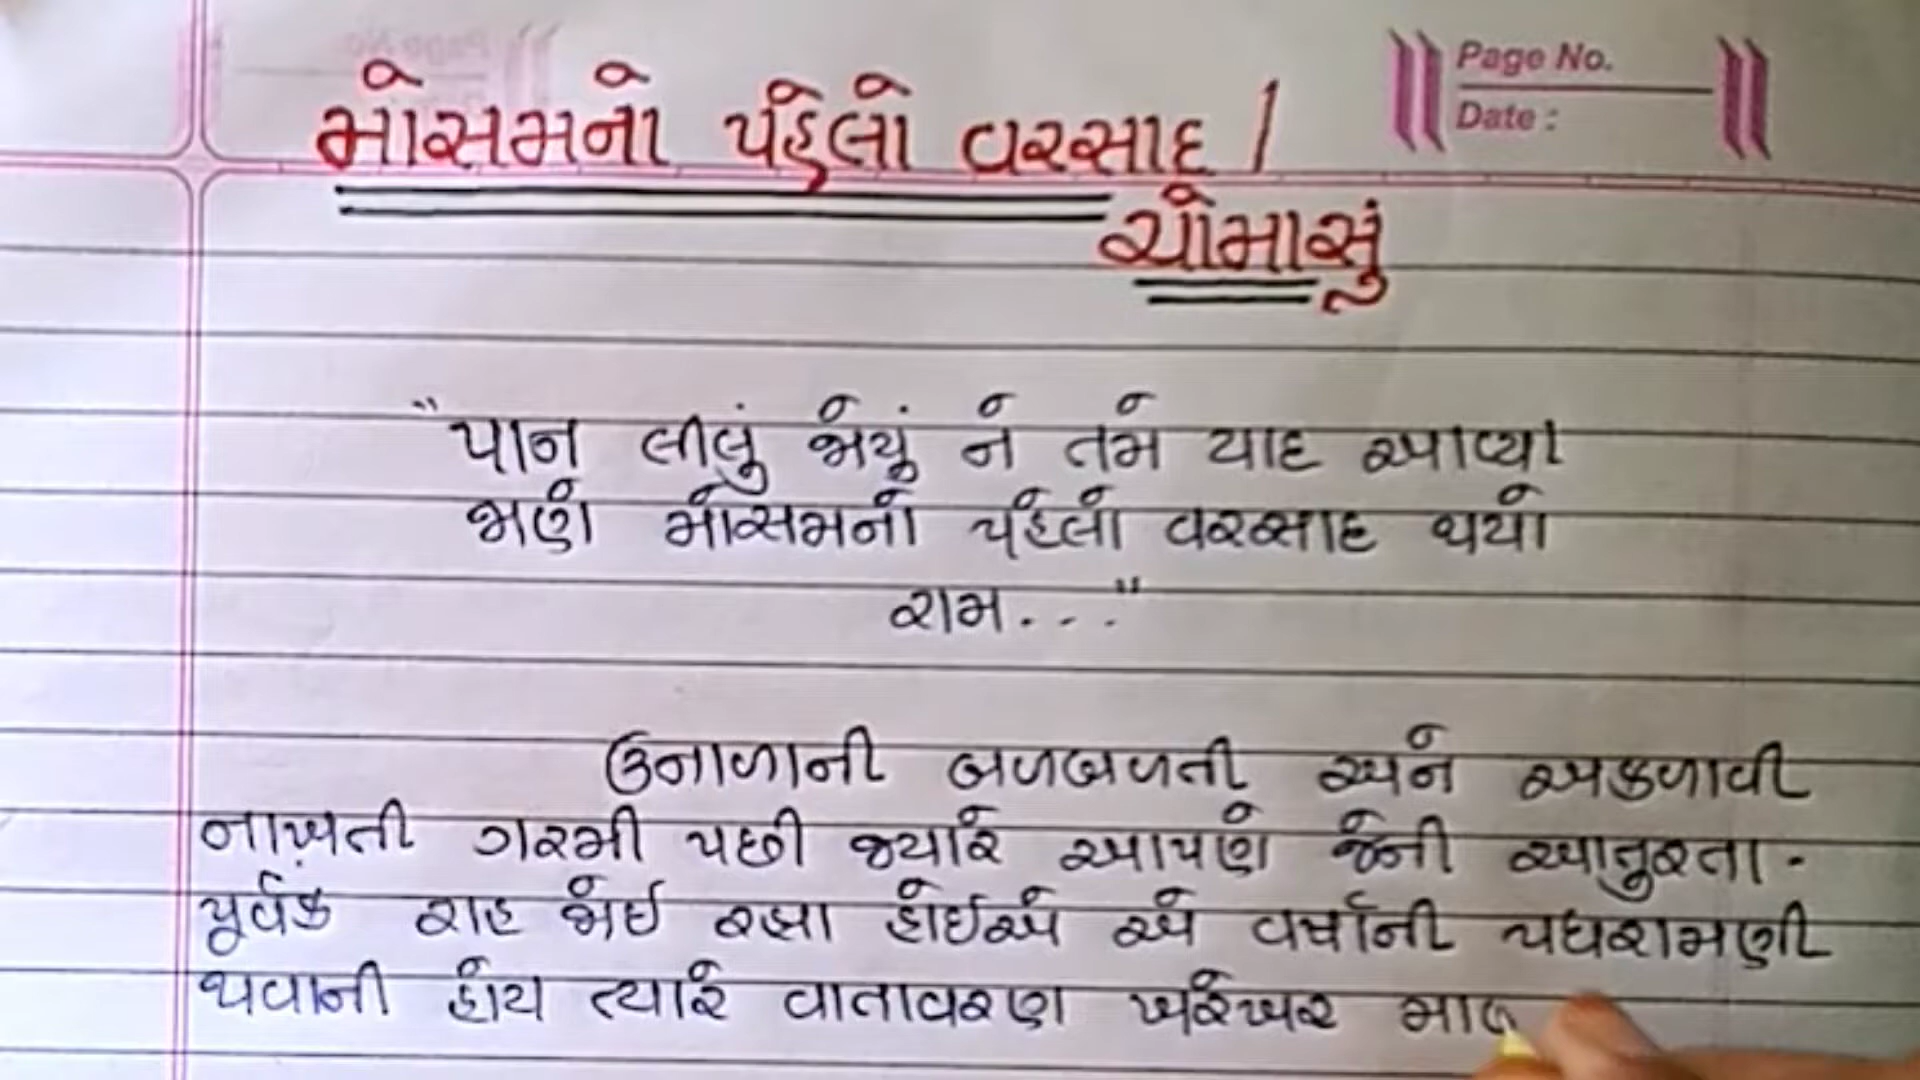 Page No.
Date :
મોસમનો પહેલો વરસાદ /
ચોમાસું
"પાન લીલું જોયું ને તમે યાદ આવ્યા
જાણે મોસમનો પહેલો વરસાદ થયો
રામ..."
ઉનાળાની બળબળતી અને અકળાવી
નાખતી ગરમી પછી જ્યારે આપણે જેની આતુરતા-
પૂર્વક રાહ જોઈ રહ્યા હોઈએ એ વર્ષાની પધરામણી
થવાની હોય ત્યારે વાતાવરણ ખરેખર